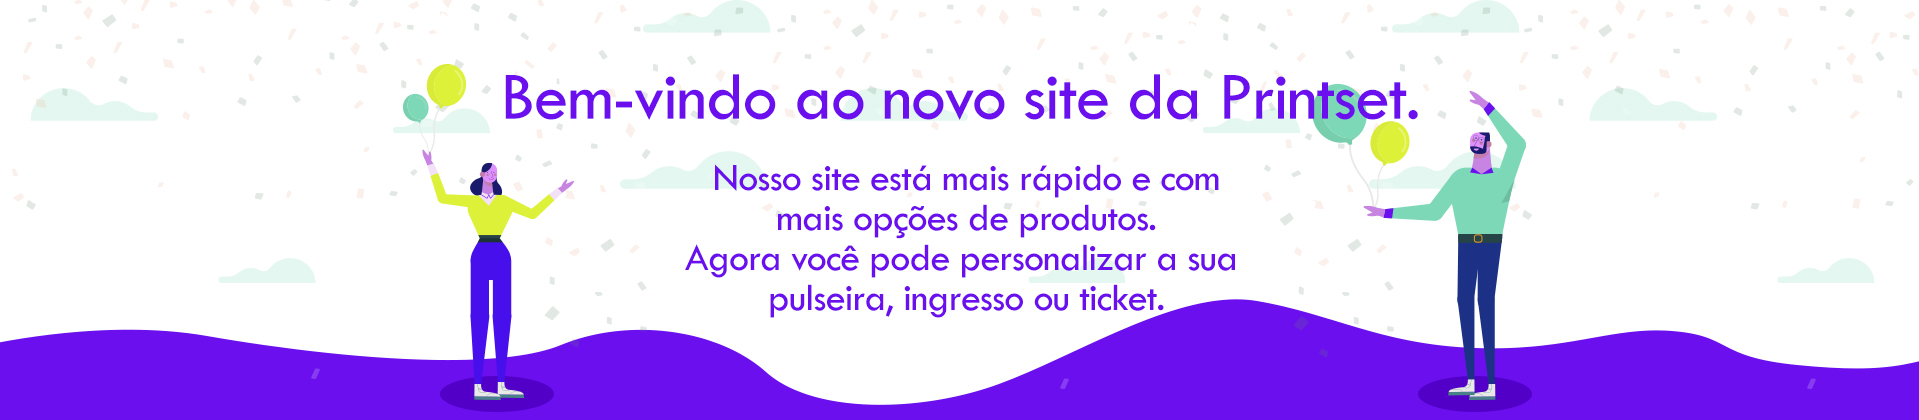 Bem-vindo ao novo site da Printset.
Nosso site está mais rápido e com
mais opções de produtos.
Agora você pode personalizar a sua
pulseira, ingresso ou ticket.